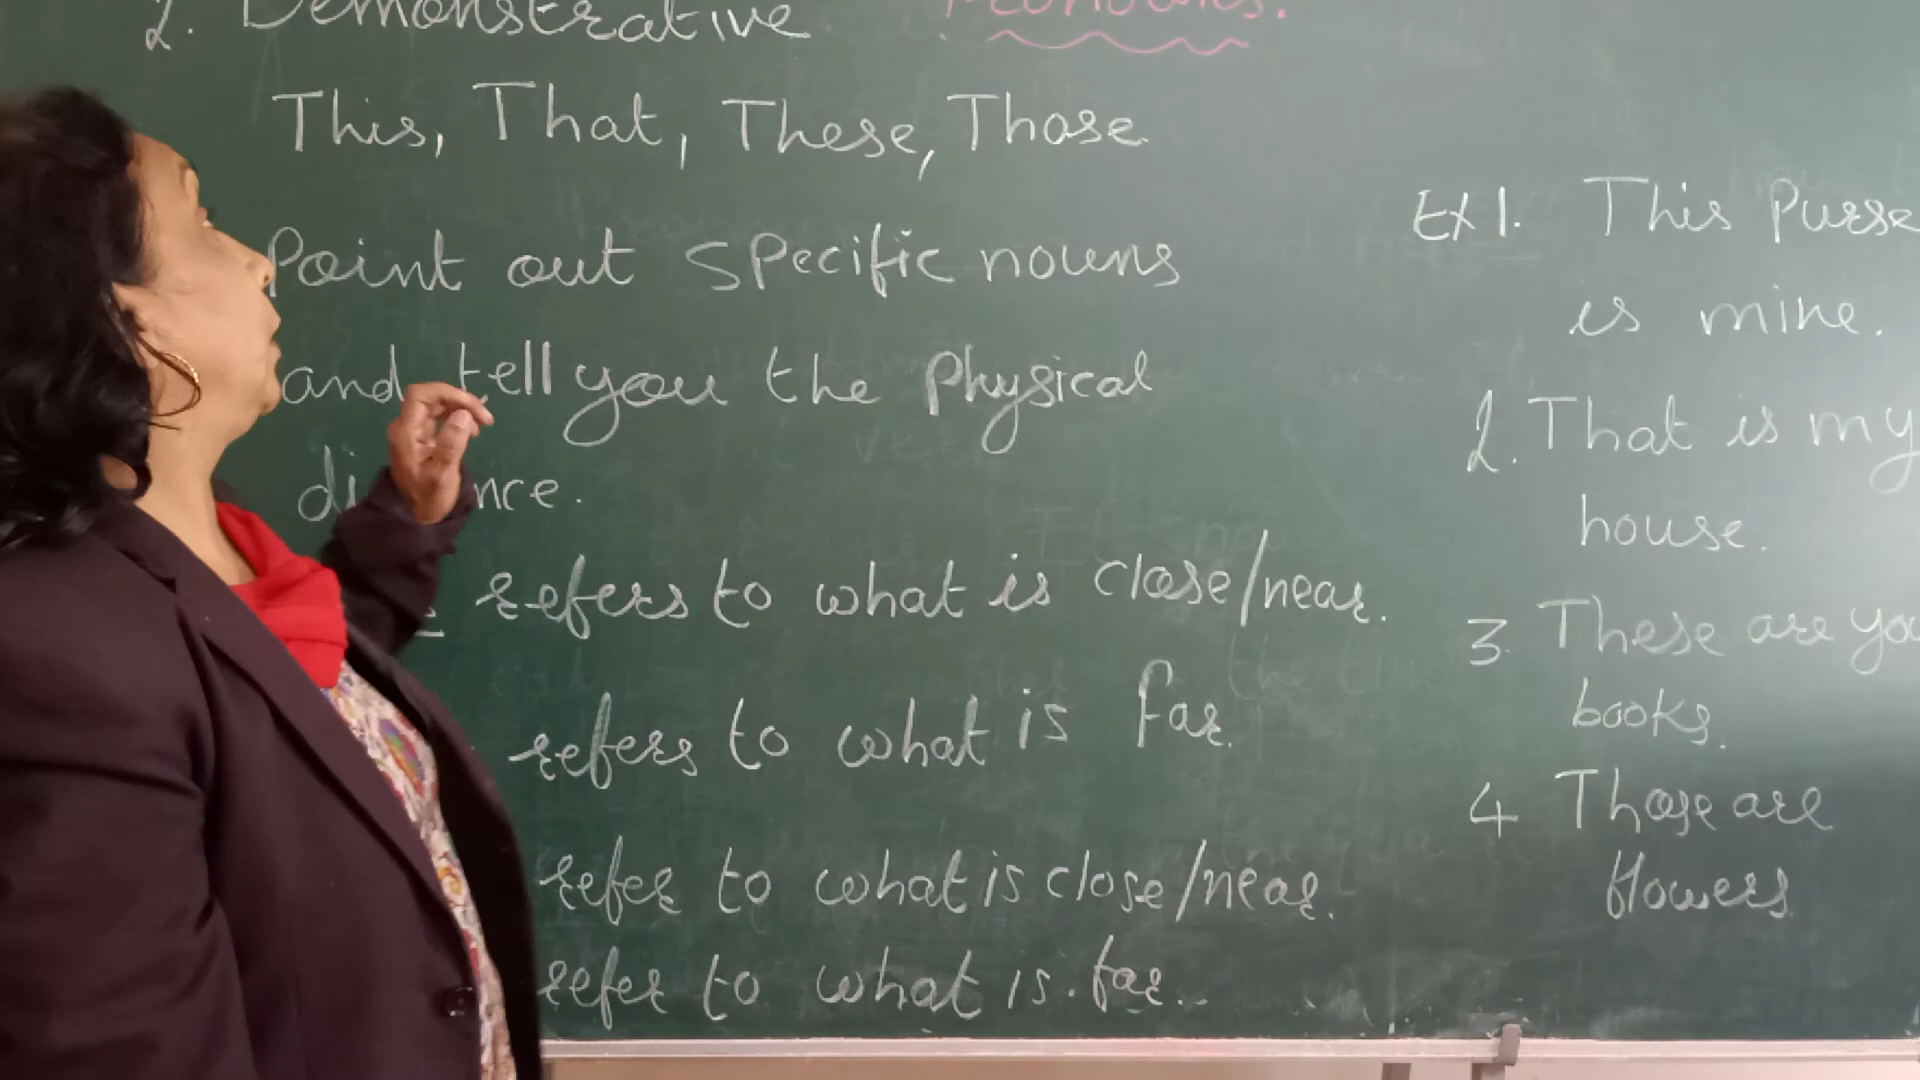 2. Demonstrative Pronouns.
This, That, These, Those
Point out specific nouns
and tell you the Physical
nce.
refers to what is close/near.
refers to what is far.
refer to what is close/near.
refer to what is far.
Ex 1. This Purse
is mine.
2. That is my
house.
3. These are
books.
4 Those are
flowers.